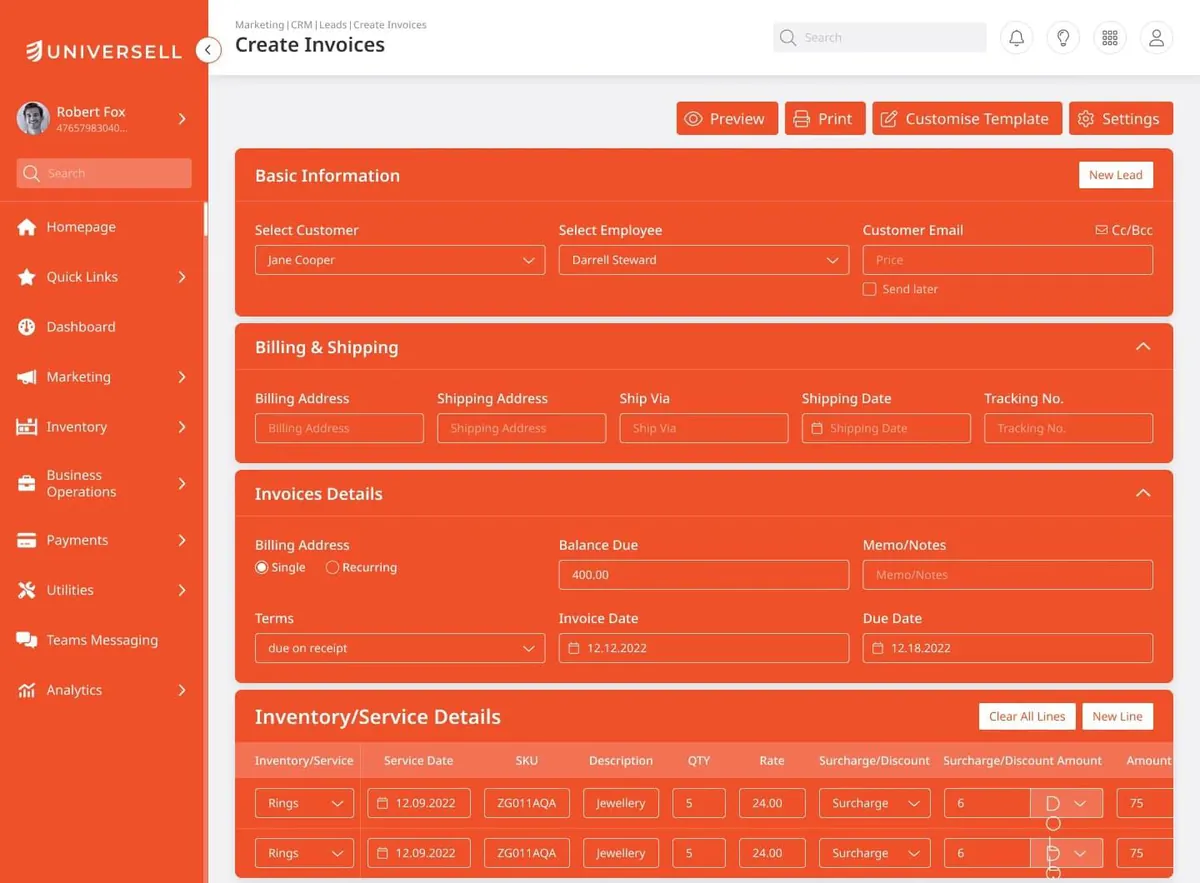 UNIVERSELL
Robert Fox
47657983040...
Search
Homepage
Quick Links
Dashboard
Marketing
Inventory
Business
Operations
Payments
Utilities
Teams Messaging
Analytics
Marketing | CRM | Leads | Create Invoices
Create Invoices
Search
Preview
Print
Customise Template
Settings
Basic Information
New Lead
Select Customer
Select Employee
Customer Email
Cc/Bcc
Jane Cooper
Darrell Steward
Price
Send later
Billing & Shipping
Billing Address
Shipping Address
Ship Via
Shipping Date
Tracking No.
Billing Address
Shipping Address
Ship Via
Shipping Date
Tracking No.
Invoices Details
Billing Address
Balance Due
Memo/Notes
Single
Recurring
400.00
Memo/Notes
Terms
Invoice Date
Due Date
due on receipt
12.12.2022
12.18.2022
Inventory/Service Details
Clear All Lines
New Line
Inventory/Service
Service Date
SKU
Description
QTY
Rate
Surcharge/Discount
Surcharge/Discount Amount
Amount
Rings
12.09.2022
ZG011AQA
Jewellery
5
24.00
Surcharge
6
D
O
75
Rings
12.09.2022
ZG011AQA
Jewellery
5
24.00
Surcharge
6
D
75